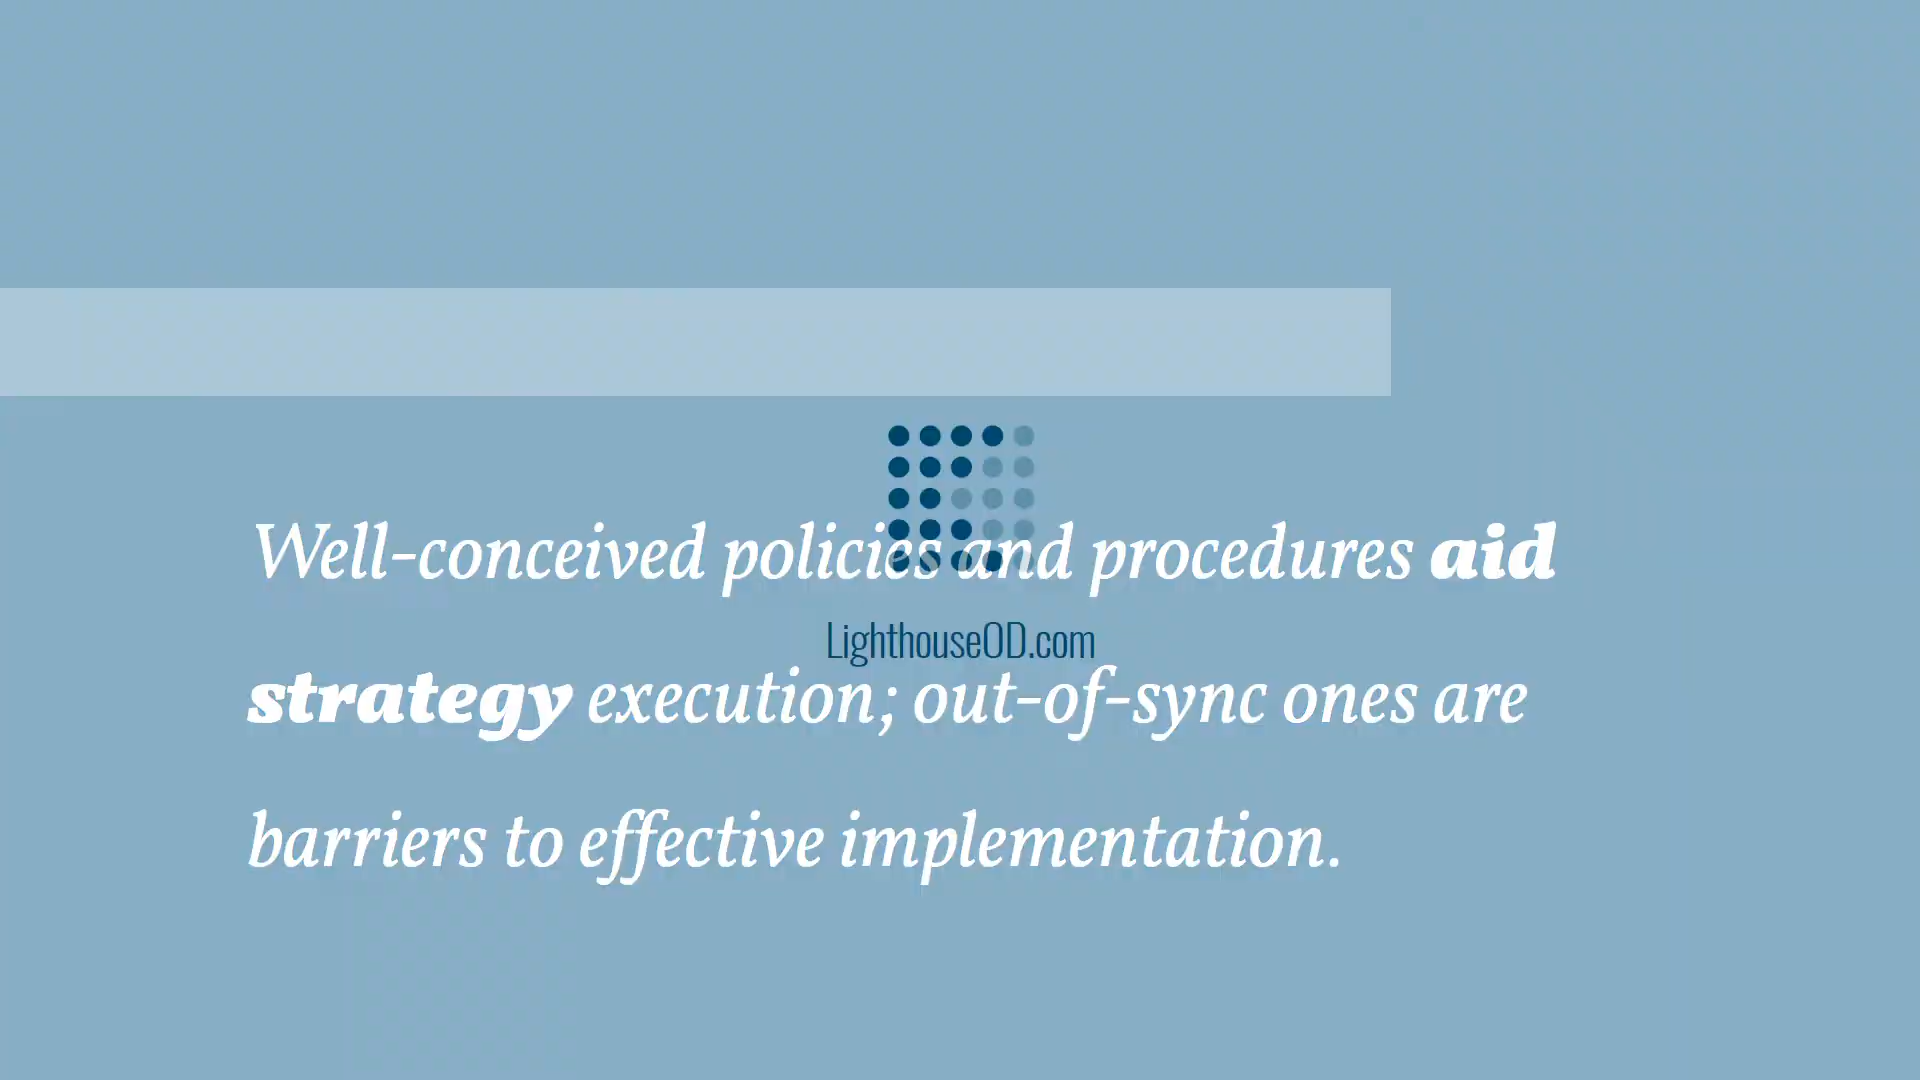 Well-conceived policies and procedures aid
LighthouseOD.com
strategy execution; out-of-sync ones are
barriers to effective implementation.